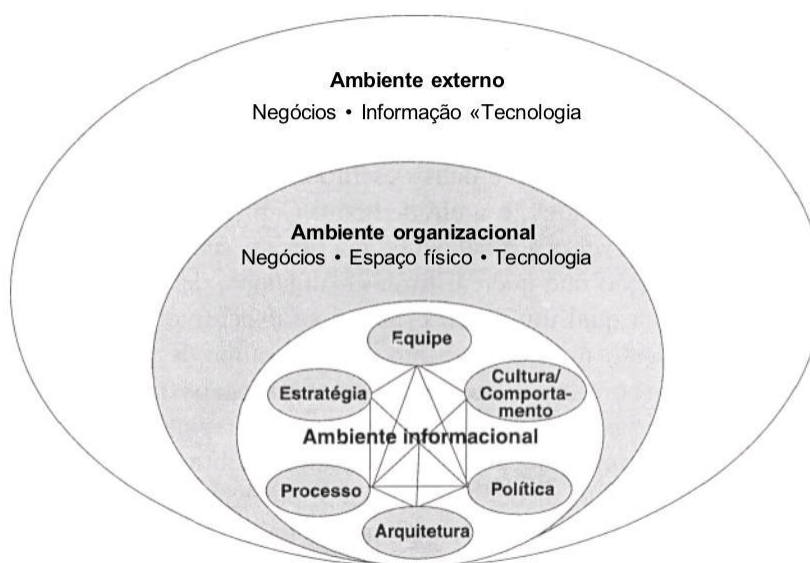 Ambiente externo
Negócios • Informação «Tecnologia
Ambiente organizacional
Negócios • Espaço físico • Tecnologia
Equipe
Estratégia
Cultura/
Comporta-
mento
Ambiente informacional
Processo
Política
Arquitetura